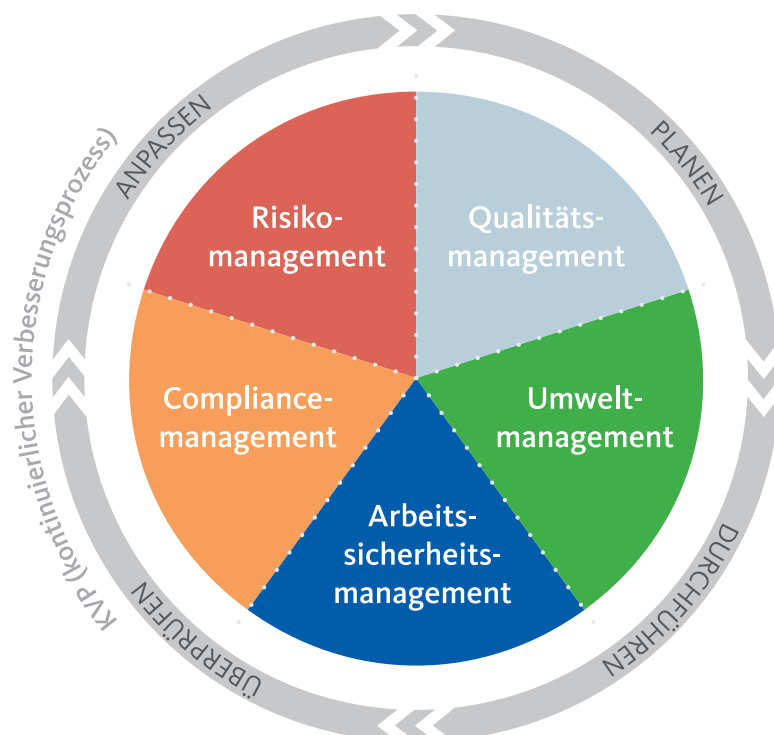 KVP (kontinuierlicher Verbesserungsprozess)
ANPASSEN
PLANEN
DURCHFÜHREN
ÜBERPRÜFEN
Risiko-
management
Qualitäts-
management
Compliance-
management
Umwelt-
management
Arbeits-
sicherheits-
management